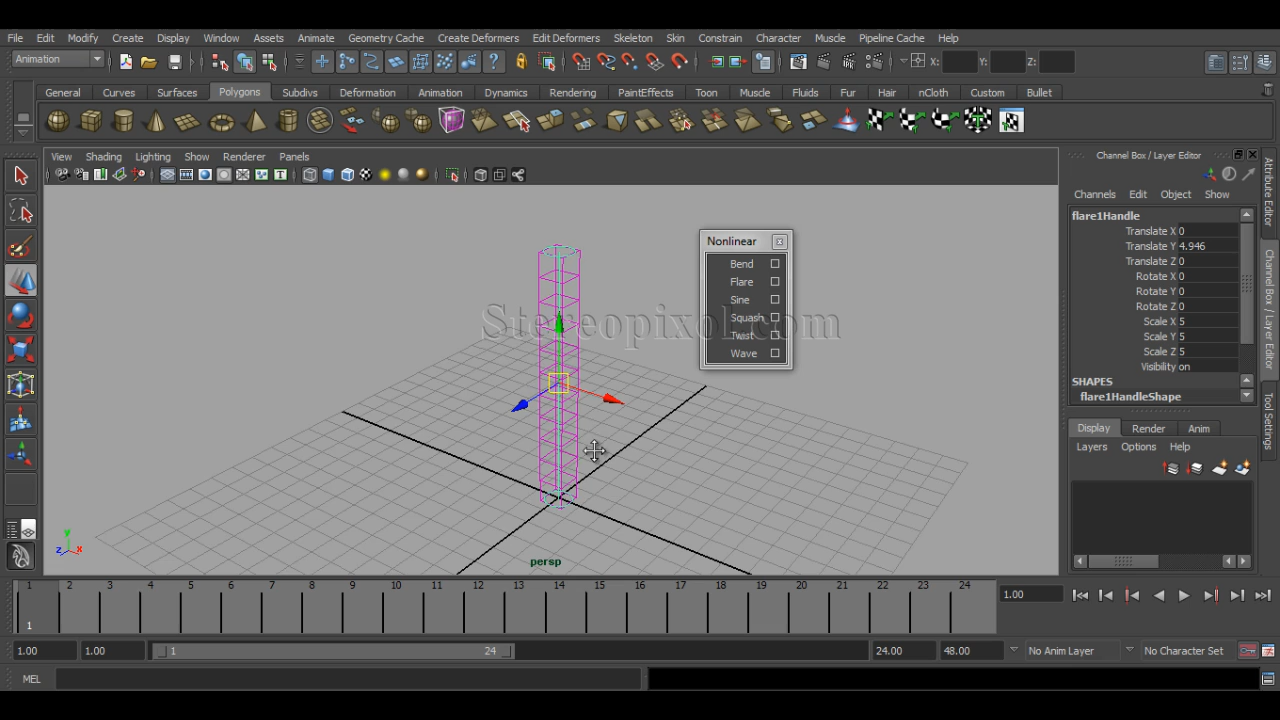 File Edit Modify Create Display Window Assets Animate Geometry Cache Create Deformers Edit Deformers Skeleton Skin Constrain Character Muscle Pipeline Cache Help
Animation X: Y: Z:
General Curves Surfaces Polygons Subdivs Deformation Animation Dynamics Rendering PaintEffects Toon Muscle Fluids Fur Hair nCloth Custom Bullet
View Shading Lighting Show Renderer Panels
Channel Box / Layer Editor
Channels Edit Object Show
flare1Handle
Translate X 0
Translate Y 4.946
Translate Z 0
Rotate X 0
Rotate Y 0
Rotate Z 0
Scale X 5
Scale Y 5
Scale Z 5
Visibility on
SHAPES
flare1HandleShape
Display Render Anim
Layers Options Help
Attribute Editor
Channel Box / Layer Editor
Tool Settings
Nonlinear x
Bend
Flare
Sine
Squash
Twist
Wave
Stereopixol.com
y
z x
persp
1 2 3 4 5 6 7 8 9 10 11 12 13 14 15 16 17 18 19 20 21 22 23 24
1
1.00
1.00 1.00 1 24 24.00 48.00 No Anim Layer No Character Set
MEL